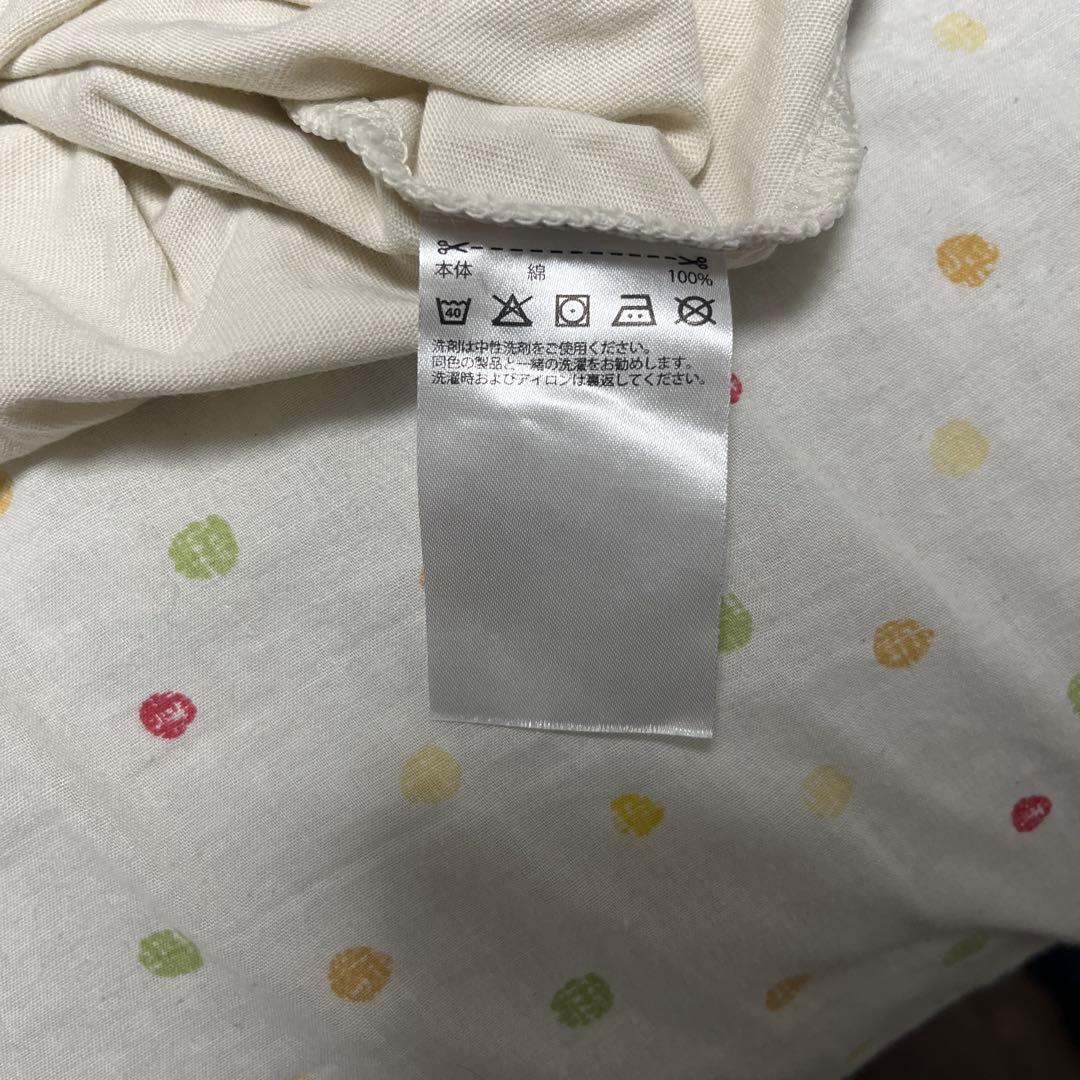 本体 綿 100%
40
洗剤は中性洗剤をご使用ください。
同色の製品と一緒の洗濯をお勧めします。
洗濯時およびアイロンは裏返してください。